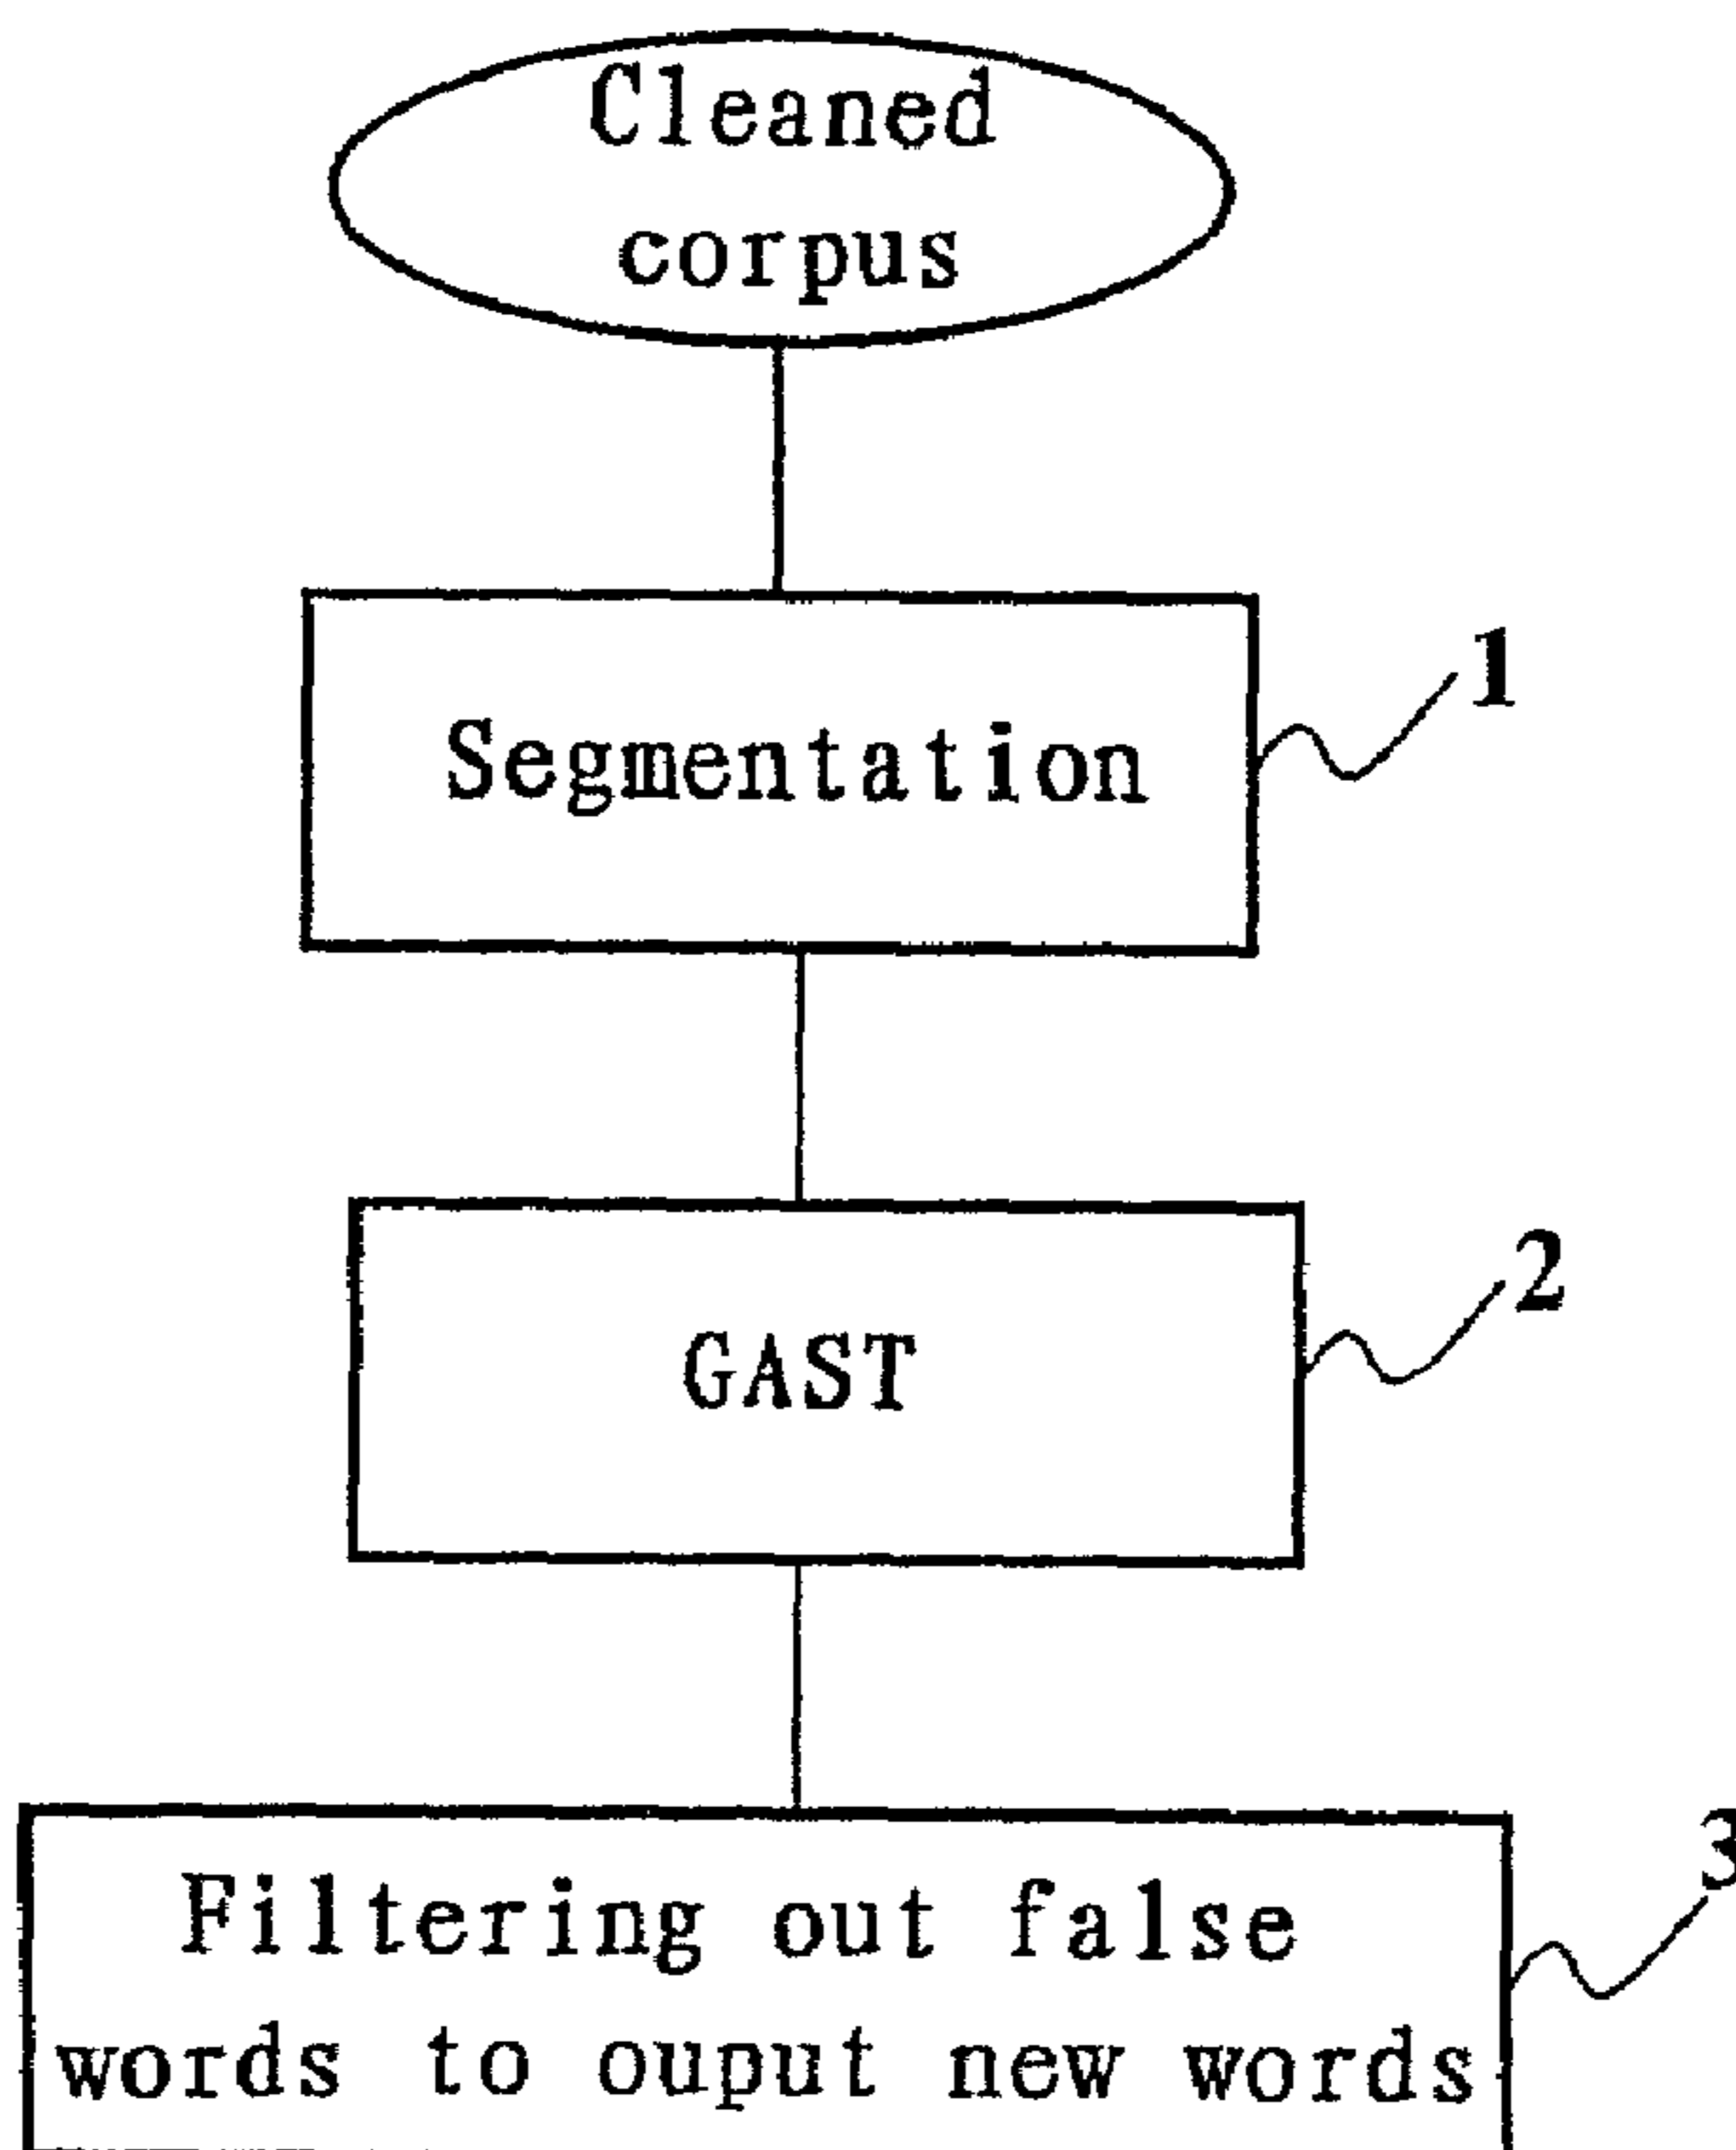 Cleaned
corpus
1
Segmentation
2
GAST
3
Filtering out false
words to ouput new words